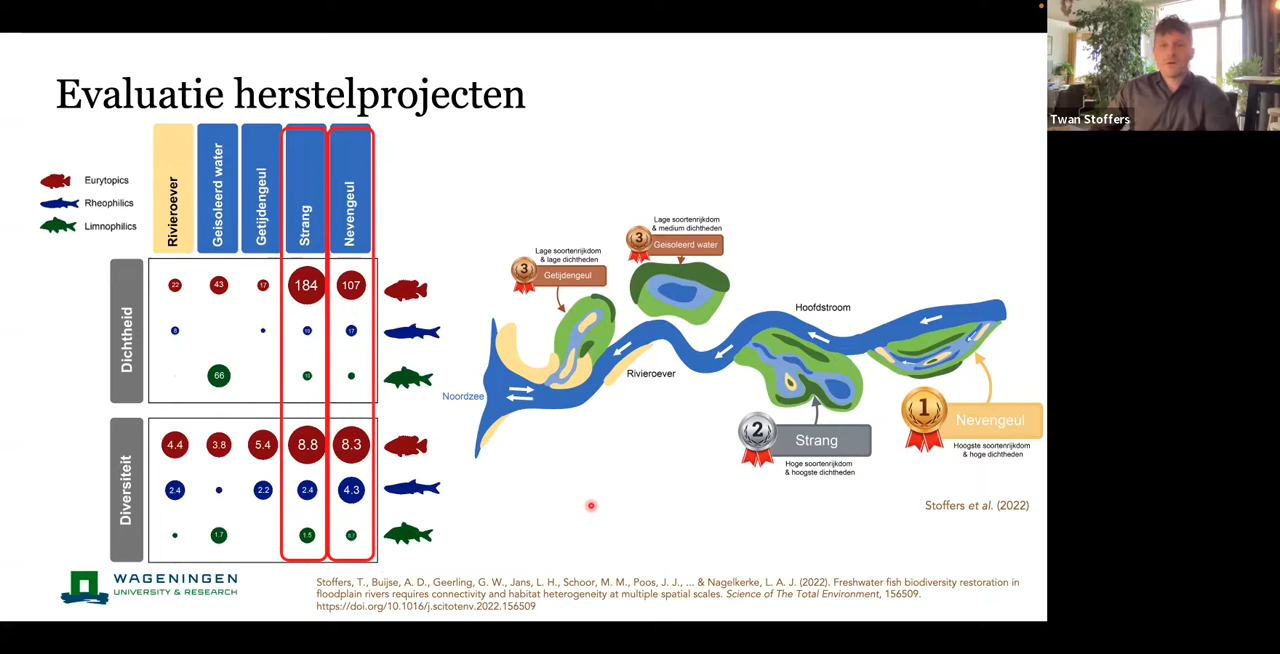 Evaluatie herstelprojecten
Twan Stoffers
Rivieroever
Geisoleerd water
Getijdengeul
Strang
Nevengeul
Eurytopics
Rheophilics
Limnophilics
Dichtheid
22 43 17 184 107
17
66
Diversiteit
4.4 3.8 5.4 8.8 8.3
2.4 2.2 2.4 4.3
1.7 1.5
Lage soortenrijkdom
& lage dichtheden
3
Getijdengeul
Lage soortenrijkdom
& medium dichtheden
3
Geisoleerd water
Hoofdstroom
Rivieroever
Noordzee
2
Strang
Hoge soortenrijkdom
& hoogste dichtheden
1
Nevengeul
Hoogste soortenrijkdom
& hoge dichtheden
Stoffers et al. (2022)
WAGENINGEN
UNIVERSITY & RESEARCH
Stoffers, T., Buijse, A. D., Geerling, G. W., Jans, L. H., Schoor, M. M., Poos, J. J., ... & Nagelkerke, L. A. J. (2022). Freshwater fish biodiversity restoration in
floodplain rivers requires connectivity and habitat heterogeneity at multiple spatial scales. Science of The Total Environment, 156509.
https://doi.org/10.1016/j.scitotenv.2022.156509